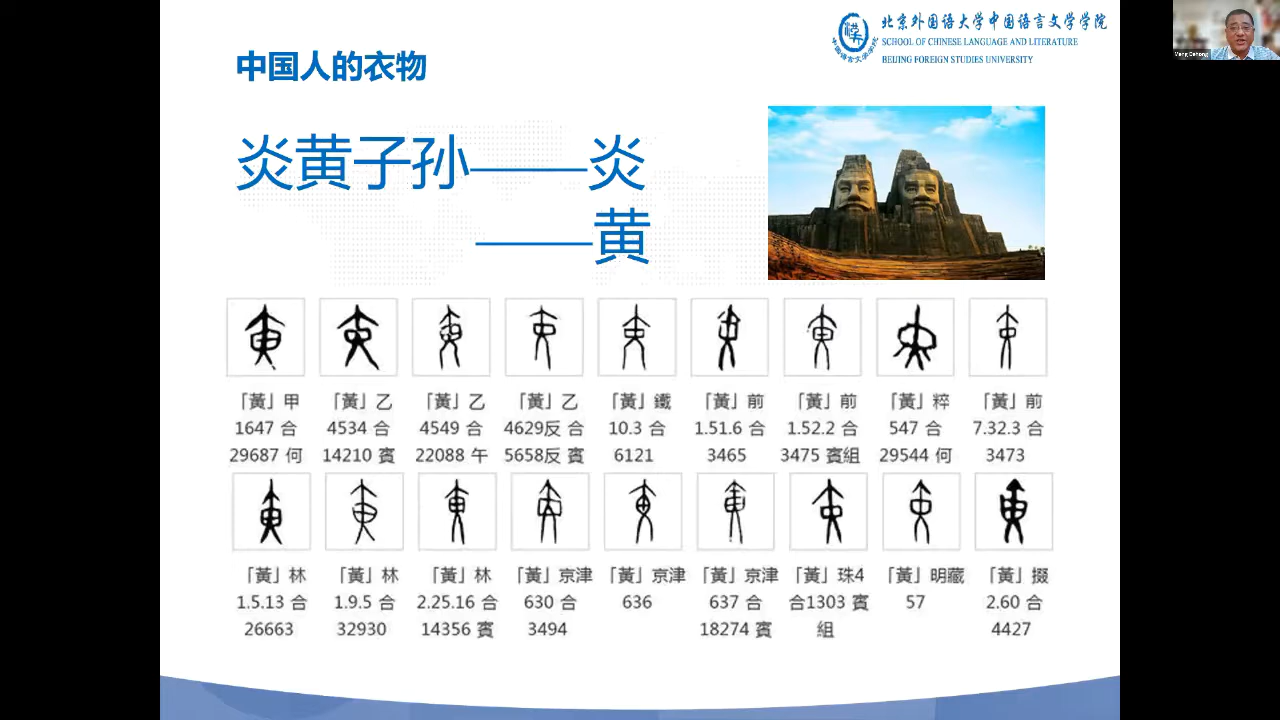 北京外国语大学中国语言文学学院
SCHOOL OF CHINESE LANGUAGE AND LITERATURE
BEIJING FOREIGN STUDIES UNIVERSITY
Meng Dehong
中国人的衣物
炎黄子孙——炎
——黄
「黃」甲 「黃」乙 「黃」乙 「黃」乙 「黃」鐵 「黃」前 「黃」前 「黃」粹 「黃」前
1647 合 4534 合 4549 合 4629反 合 10.3 合 1.51.6 合 1.52.2 合 547 合 7.32.3 合
29687 何 14210 賓 22088 午 5658反 賓 6121 3465 3475 賓組 29544 何 3473
「黃」林 「黃」林 「黃」林 「黃」京津 「黃」京津 「黃」京津 「黃」珠4 「黃」明藏 「黃」掇
1.5.13 合 1.9.5 合 2.25.16 合 630 合 636 637 合 合1303 賓 57 2.60 合
26663 32930 14356 賓 3494 18274 賓 組 4427